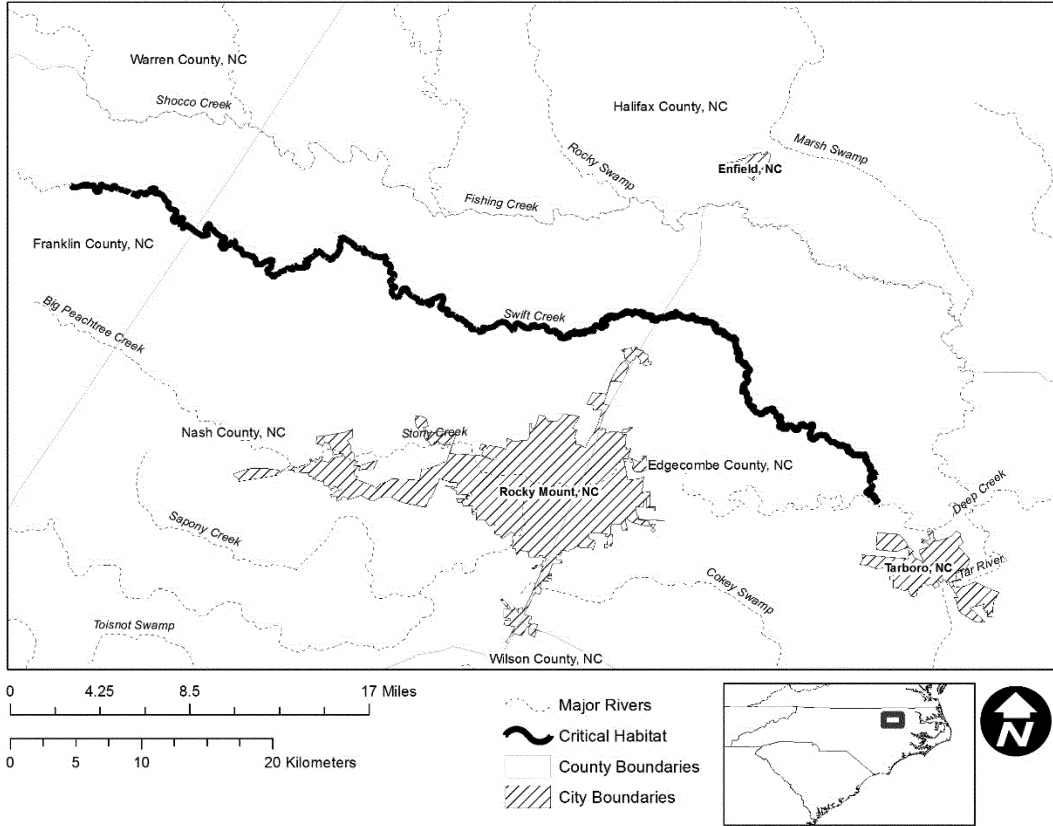 Warren County, NC
Shocco Creek
Halifax County, NC
Marsh Swamp
Rocky Swamp
Enfield, NC
Fishing Creek
Franklin County, NC
Big Peachtree Creek
Swift Creek
Nash County, NC
Stony Creek
Edgecombe County, NC
Rocky Mount, NC
Deep Creek
Sapony Creek
Tarboro, NC
Tar River
Cokey Swamp
Toisnot Swamp
Wilson County, NC
0 4.25 8.5 17 Miles
0 5 10 20 Kilometers
Major Rivers
Critical Habitat
County Boundaries
City Boundaries
N